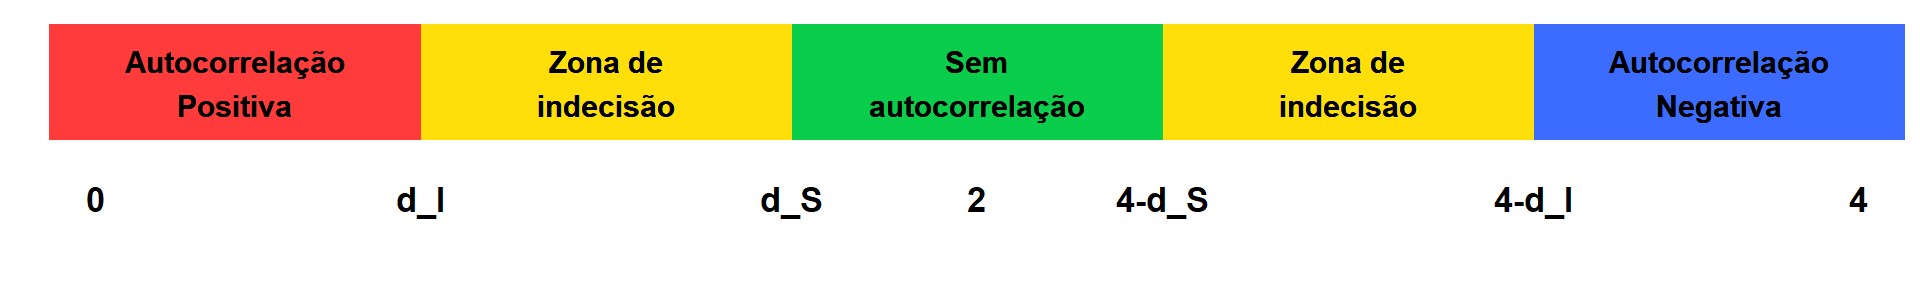 Autocorrelação
Positiva
Zona de
indecisão
Sem
autocorrelação
Zona de
indecisão
Autocorrelação
Negativa
0 d_I d_S 2 4-d_S 4-d_I 4